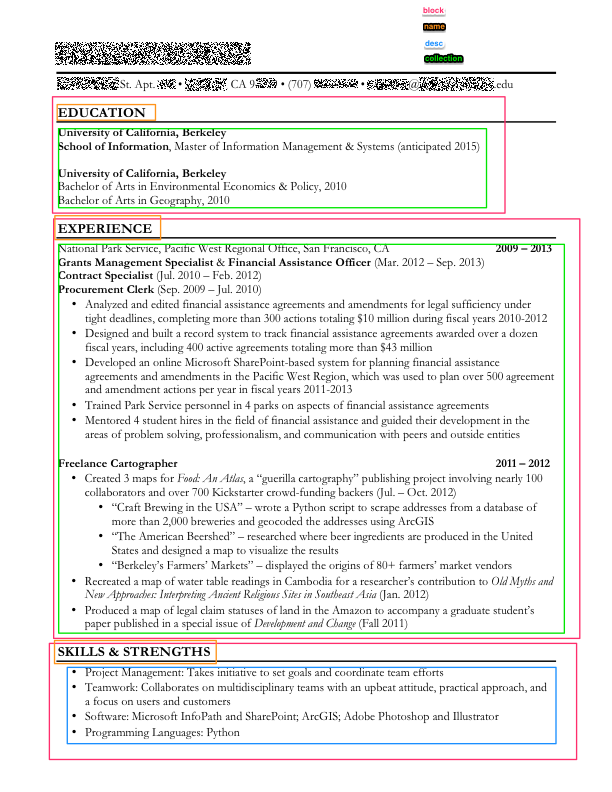 block
name
desc
collection
St. Apt. • CA 9 • (707) • @ .edu
EDUCATION
University of California, Berkeley
School of Information, Master of Information Management & Systems (anticipated 2015)
University of California, Berkeley
Bachelor of Arts in Environmental Economics & Policy, 2010
Bachelor of Arts in Geography, 2010
EXPERIENCE
National Park Service, Pacific West Regional Office, San Francisco, CA 2009 – 2013
Grants Management Specialist & Financial Assistance Officer (Mar. 2012 – Sep. 2013)
Contract Specialist (Jul. 2010 – Feb. 2012)
Procurement Clerk (Sep. 2009 – Jul. 2010)
• Analyzed and edited financial assistance agreements and amendments for legal sufficiency under
tight deadlines, completing more than 300 actions totaling $10 million during fiscal years 2010-2012
• Designed and built a record system to track financial assistance agreements awarded over a dozen
fiscal years, including 400 active agreements totaling more than $43 million
• Developed an online Microsoft SharePoint-based system for planning financial assistance
agreements and amendments in the Pacific West Region, which was used to plan over 500 agreement
and amendment actions per year in fiscal years 2011-2013
• Trained Park Service personnel in 4 parks on aspects of financial assistance agreements
• Mentored 4 student hires in the field of financial assistance and guided their development in the
areas of problem solving, professionalism, and communication with peers and outside entities
Freelance Cartographer 2011 – 2012
• Created 3 maps for Food: An Atlas, a “guerilla cartography” publishing project involving nearly 100
collaborators and over 700 Kickstarter crowd-funding backers (Jul. – Oct. 2012)
• “Craft Brewing in the USA” – wrote a Python script to scrape addresses from a database of
more than 2,000 breweries and geocoded the addresses using ArcGIS
• “The American Beershed” – researched where beer ingredients are produced in the United
States and designed a map to visualize the results
• “Berkeley’s Farmers’ Markets” – displayed the origins of 80+ farmers’ market vendors
• Recreated a map of water table readings in Cambodia for a researcher’s contribution to Old Myths and
New Approaches: Interpreting Ancient Religious Sites in Southeast Asia (Jan. 2012)
• Produced a map of legal claim statuses of land in the Amazon to accompany a graduate student’s
paper published in a special issue of Development and Change (Fall 2011)
SKILLS & STRENGTHS
• Project Management: Takes initiative to set goals and coordinate team efforts
• Teamwork: Collaborates on multidisciplinary teams with an upbeat attitude, practical approach, and
a focus on users and customers
• Software: Microsoft InfoPath and SharePoint; ArcGIS; Adobe Photoshop and Illustrator
• Programming Languages: Python